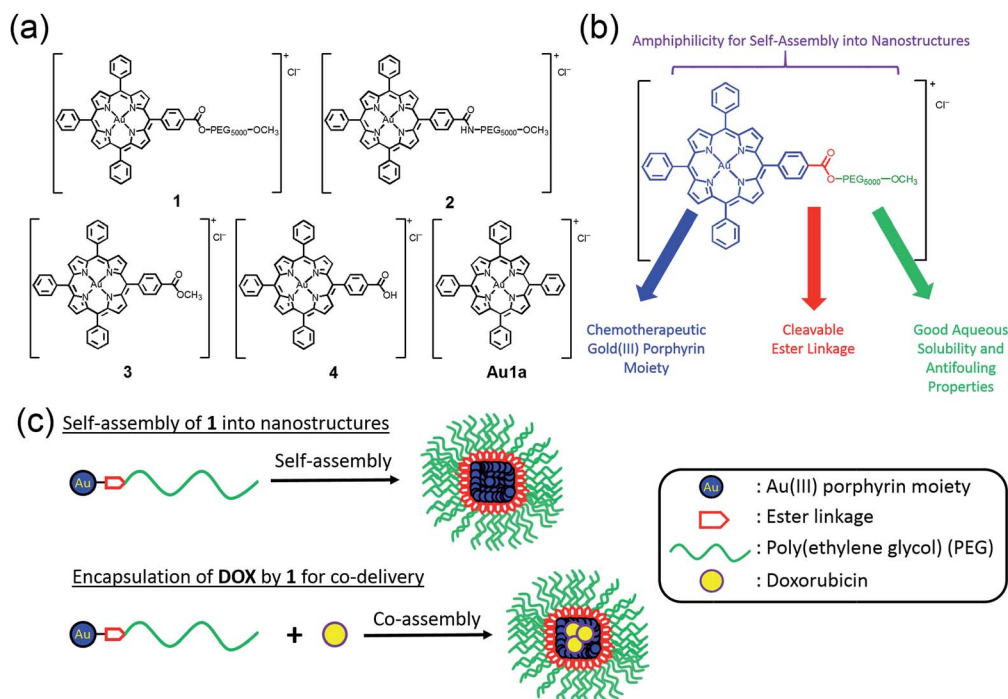 (a)
+
Cl⁻
N
N
Au
N
N
O
O
PEG₅₀₀₀
OCH₃
1
+
Cl⁻
N
N
Au
N
N
O
HN
PEG₅₀₀₀
OCH₃
2
+
Cl⁻
N
N
Au
N
N
O
O
CH₃
3
+
Cl⁻
N
N
Au
N
N
O
OH
4
+
Cl⁻
N
N
Au
N
N
Au1a
(b)
Amphiphilicity for Self-Assembly into Nanostructures
+
Cl⁻
N
N
Au
N
N
O
O
PEG₅₀₀₀
OCH₃
Chemotherapeutic
Gold(III) Porphyrin
Moiety
Cleavable
Ester Linkage
Good Aqueous
Solubility and
Antifouling
Properties
(c)
Self-assembly of 1 into nanostructures
Au
Self-assembly
Encapsulation of DOX by 1 for co-delivery
Au
+
Co-assembly
Au : Au(III) porphyrin moiety
: Ester linkage
: Poly(ethylene glycol) (PEG)
: Doxorubicin